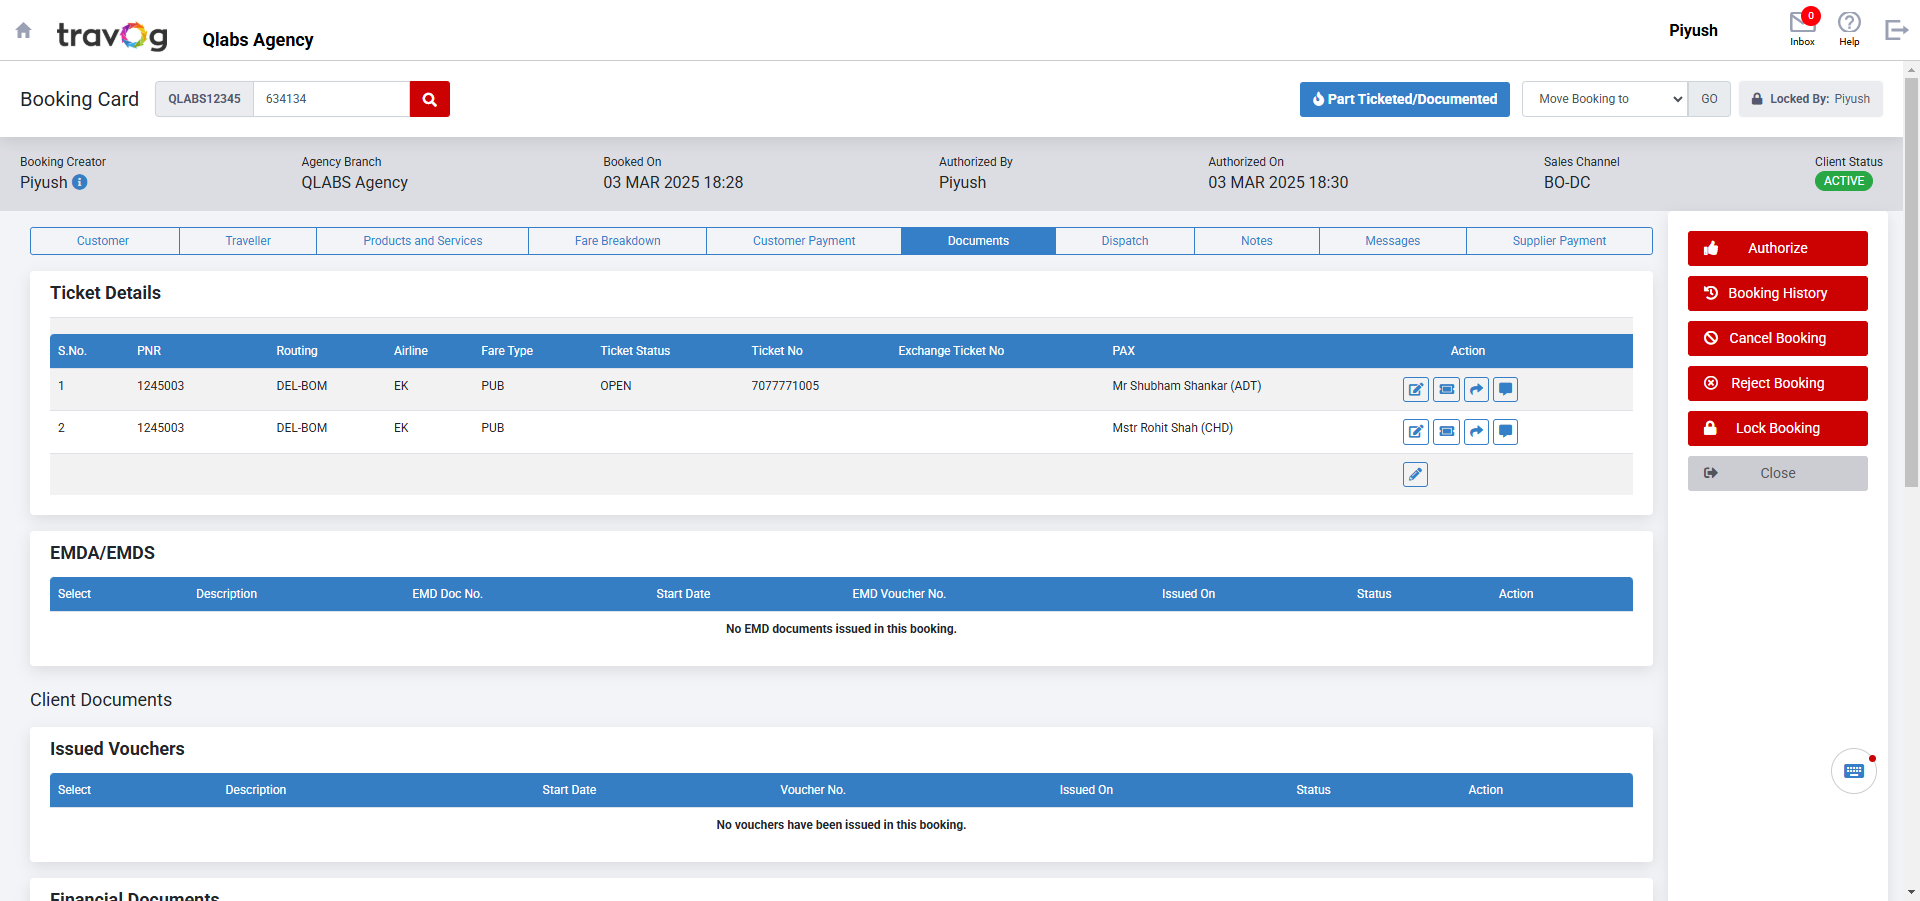 travog
Qlabs Agency
Piyush
0
Inbox
Help
Booking Card
QLABS12345
634134
Part Ticketed/Documented
Move Booking to
GO
Locked By: Piyush
Booking Creator
Piyush
Agency Branch
QLABS Agency
Booked On
03 MAR 2025 18:28
Authorized By
Piyush
Authorized On
03 MAR 2025 18:30
Sales Channel
BO-DC
Client Status
ACTIVE
Customer
Traveller
Products and Services
Fare Breakdown
Customer Payment
Documents
Dispatch
Notes
Messages
Supplier Payment
Authorize
Booking History
Cancel Booking
Reject Booking
Lock Booking
Close
Ticket Details
S.No. PNR Routing Airline Fare Type Ticket Status Ticket No Exchange Ticket No PAX Action
1 1245003 DEL-BOM EK PUB OPEN 7077771005 Mr Shubham Shankar (ADT)
2 1245003 DEL-BOM EK PUB Mstr Rohit Shah (CHD)
EMDA/EMDS
Select Description EMD Doc No. Start Date EMD Voucher No. Issued On Status Action
No EMD documents issued in this booking.
Client Documents
Issued Vouchers
Select Description Start Date Voucher No. Issued On Status Action
No vouchers have been issued in this booking.
Financial Documents